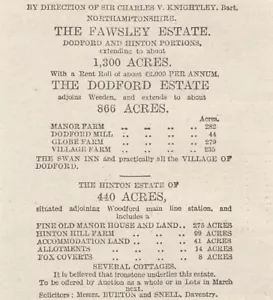 BY DIRECTION OF SIR CHARLES V. KNIGHTLEY, Bart.
NORTHAMPTONSHIRE.
THE FAWSLEY ESTATE.
DODFORD AND HINTON PORTIONS,
extending to about
1,300 ACRES.
With a Rent Roll of about £2,000 PER ANNUM.
THE DODFORD ESTATE
adjoins Weedon, and extends to about
866 ACRES.
Acres.
MANOR FARM .. .. .. .. 282
DODFORD MILL .. .. .. .. 44
GLOBE FARM .. .. .. .. 279
VILLAGE FARM .. .. .. .. 235
THE SWAN INN and practically all the VILLAGE of
DODFORD.
THE HINTON ESTATE OF
440 ACRES,
situated adjoining Woodford main line station, and
includes a
FINE OLD MANOR HOUSE AND LAND .. 275 ACRES
HINTON HILL FARM .. .. .. 99 ACRES
ACCOMMODATION LAND .. .. .. 41 ACRES
ALLOTMENTS .. .. .. .. 14 ACRES
FOX COVERTS .. .. .. .. 8 ACRES
SEVERAL COTTAGES.
It is believed that ironstone underlies this estate.
To be offered by Auction as a whole or in Lots in March
next.
Solicitors: Messrs. BURTON and SNELL, Daventry.